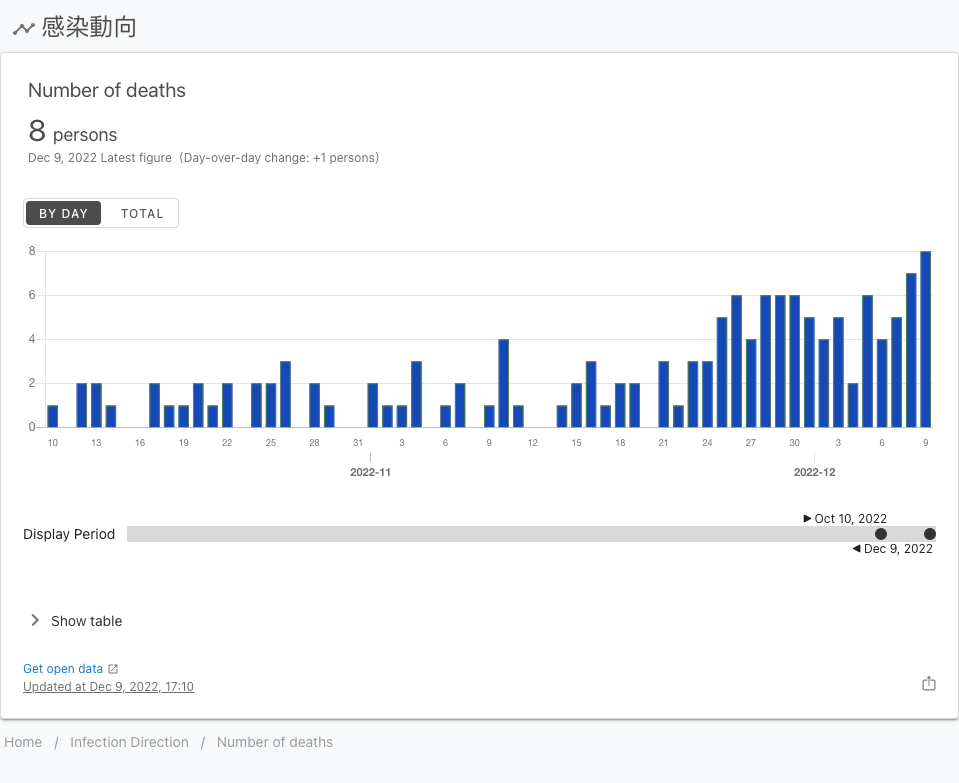 感染動向
Number of deaths
8 persons
Dec 9, 2022 Latest figure (Day-over-day change: +1 persons)
BY DAY TOTAL
8
6
4
2
0
10 13 16 19 22 25 28 31 3 6 9 12 15 18 21 24 27 30 3 6 9
2022-11 2022-12
Oct 10, 2022
Display Period
Dec 9, 2022
Show table
Get open data
Updated at Dec 9, 2022, 17:10
Home / Infection Direction / Number of deaths